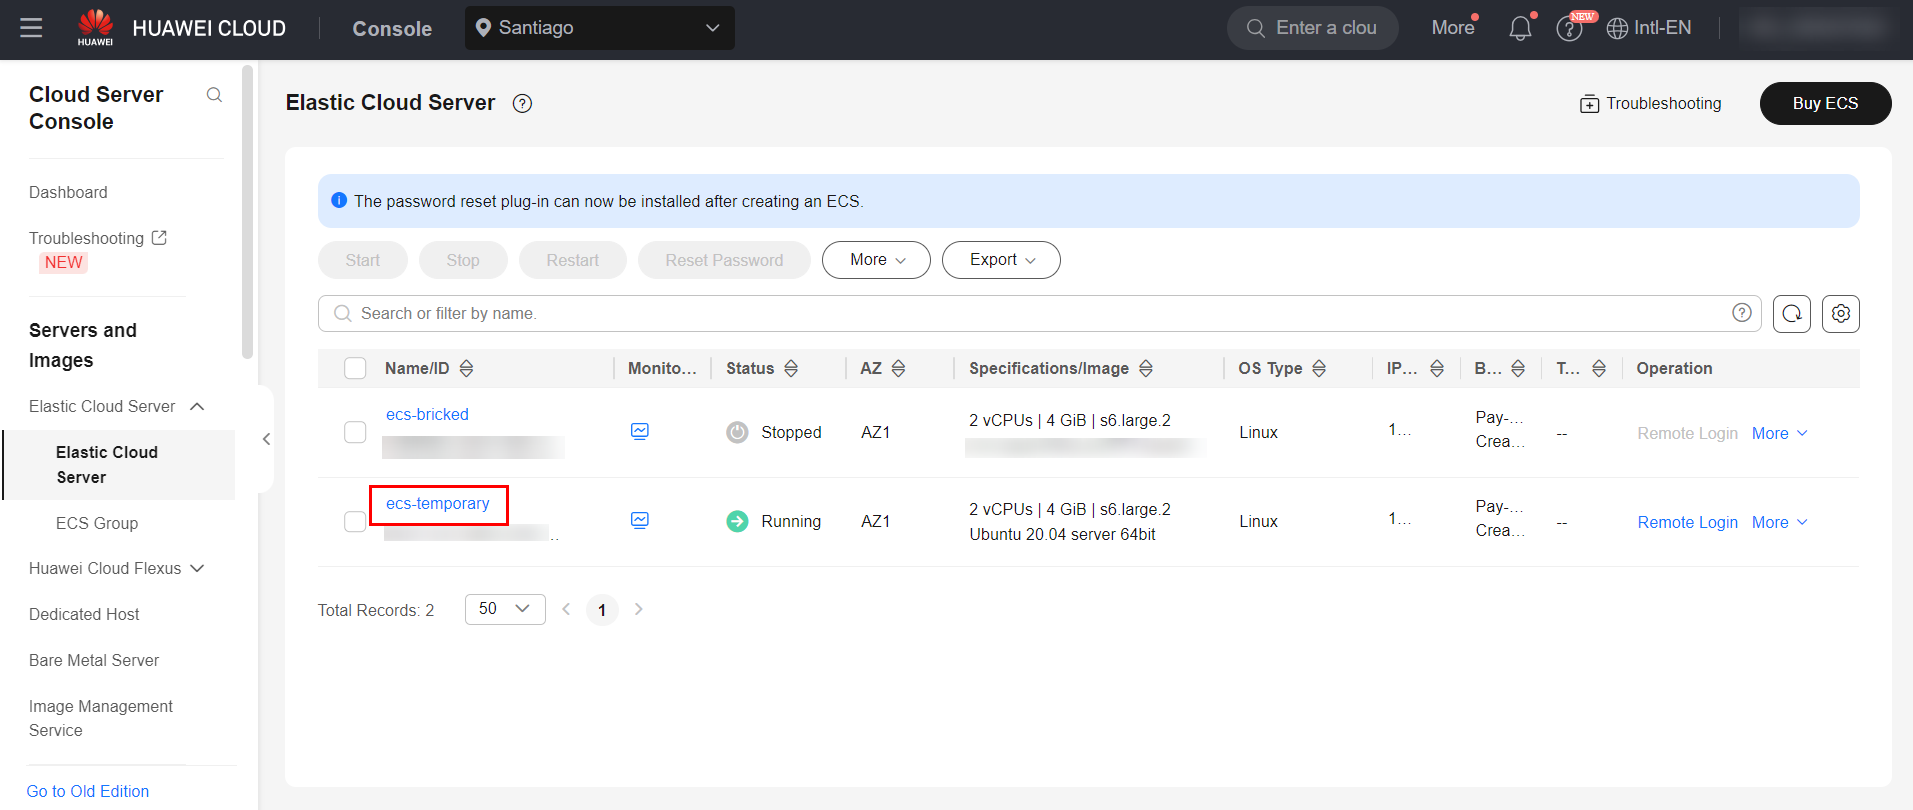 HUAWEI
HUAWEI CLOUD
Console
Santiago
Enter a clou
More
NEW
Intl-EN
Cloud Server
Console
Dashboard
Troubleshooting
NEW
Servers and
Images
Elastic Cloud Server
Elastic Cloud
Server
ECS Group
Huawei Cloud Flexus
Dedicated Host
Bare Metal Server
Image Management
Service
Go to Old Edition
Elastic Cloud Server
Troubleshooting
Buy ECS
The password reset plug-in can now be installed after creating an ECS.
Start Stop Restart Reset Password More Export
Search or filter by name.
Name/ID Monito... Status AZ Specifications/Image OS Type IP... B... T... Operation
ecs-bricked
Stopped AZ1
2 vCPUs | 4 GiB | s6.large.2
Linux 1...
Pay-...
Crea...
--
Remote Login More
ecs-temporary
..
Running AZ1
2 vCPUs | 4 GiB | s6.large.2
Ubuntu 20.04 server 64bit
Linux 1...
Pay-...
Crea...
--
Remote Login More
Total Records: 2 50 1